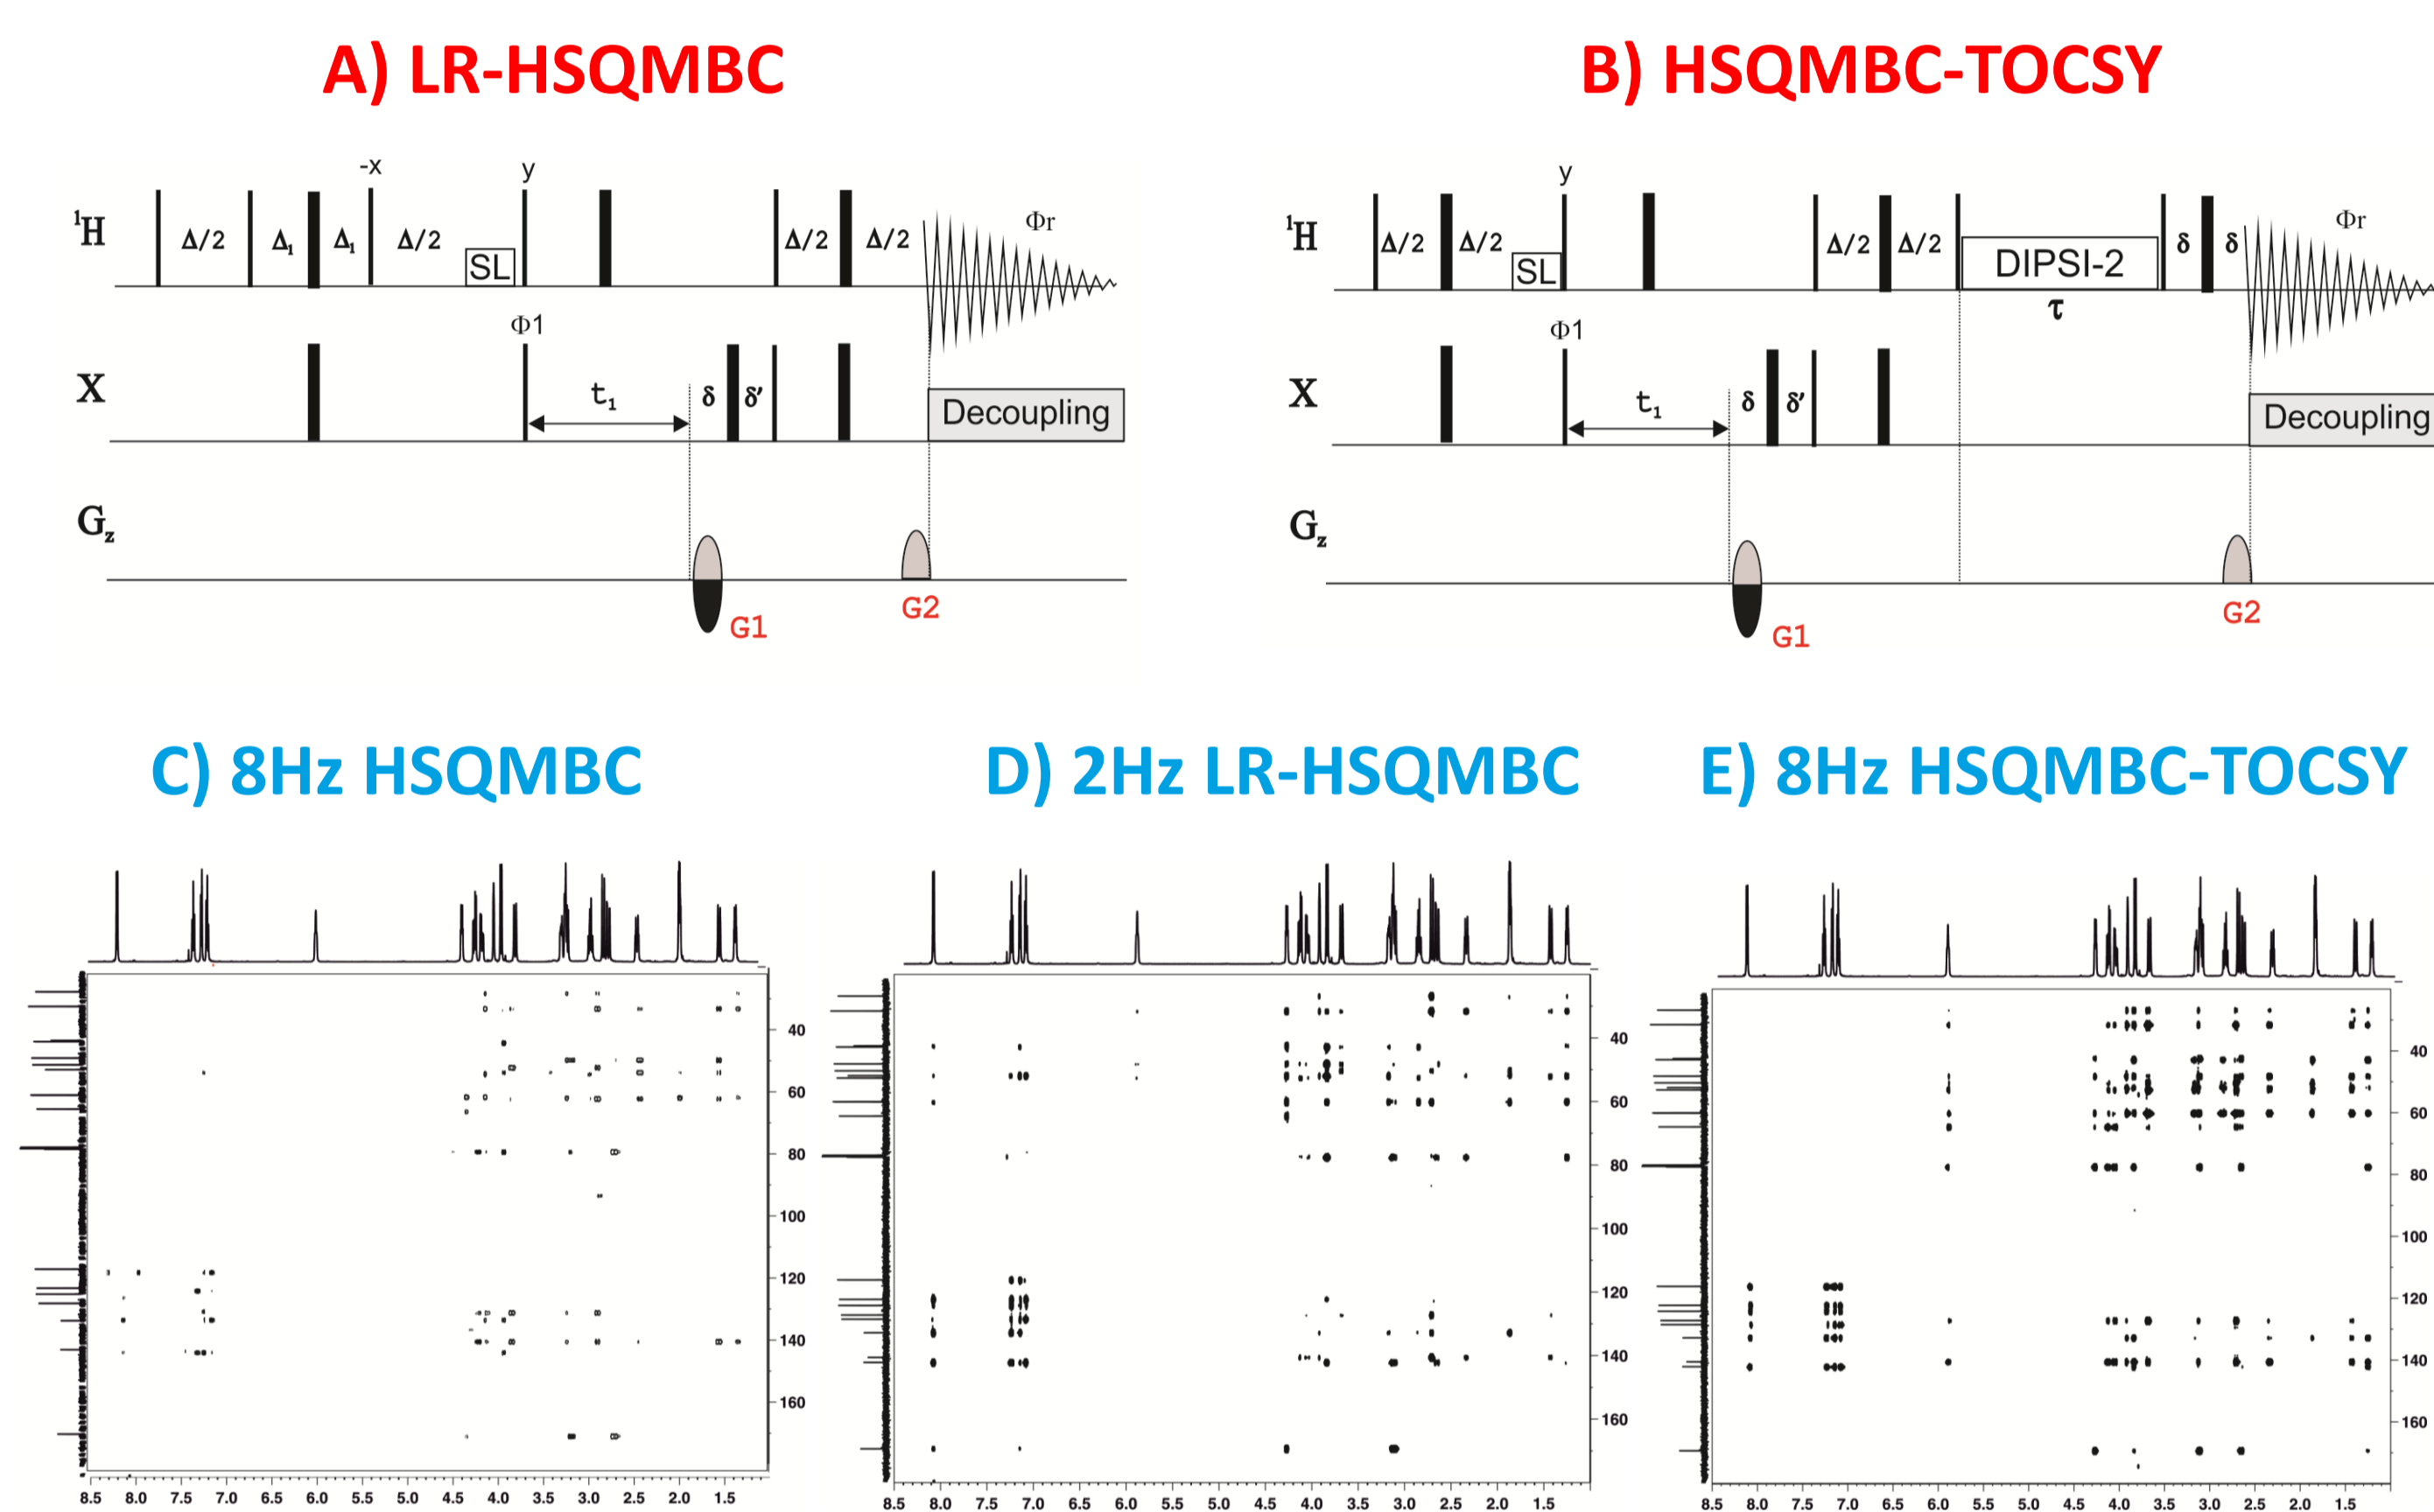 A) LR-HSQMBC
B) HSQMBC-TOCSY
-x
y
¹H
Δ/2
Δ₁
Δ₁
Δ/2
SL
Δ/2
Δ/2
Φr
Φ1
X
t₁
δ
δ'
Decoupling
G_z
G1
G2
y
¹H
Δ/2
Δ/2
SL
Δ/2
Δ/2
DIPSI-2
τ
δ
δ
Φr
Φ1
X
t₁
δ
δ'
Decoupling
G_z
G1
G2
C) 8Hz HSQMBC
D) 2Hz LR-HSQMBC
E) 8Hz HSQMBC-TOCSY
40
60
80
100
120
140
160
8.5 8.0 7.5 7.0 6.5 6.0 5.5 5.0 4.5 4.0 3.5 3.0 2.5 2.0 1.5
40
60
80
100
120
140
160
8.5 8.0 7.5 7.0 6.5 6.0 5.5 5.0 4.5 4.0 3.5 3.0 2.5 2.0 1.5
40
60
80
100
120
140
160
8.5 8.0 7.5 7.0 6.5 6.0 5.5 5.0 4.5 4.0 3.5 3.0 2.5 2.0 1.5